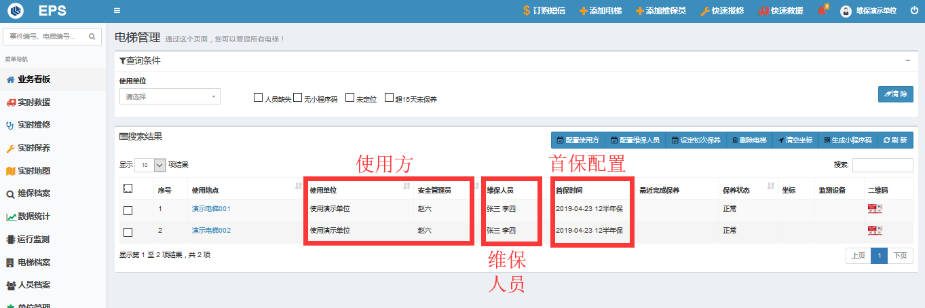 EPS
订购短信 添加电梯 添加维保员 快速报修 快速救援 维保演示单位
事件编号、电梯编号...
菜单导航
业务看板
实时救援
实时维修
实时保养
实时地图
维保档案
数据统计
运行监测
电梯档案
人员档案
单位管理
电梯管理 通过这个页面，您可以管理所有电梯！
查询条件
使用单位
请选择
人员缺失 无小程序码 未定位 超15天未保养
清 除
搜索结果
配置使用方 配置维保人员 设定初次保养 删除电梯 清空坐标 生成小程序码 刷 新
显示 10 项结果
使用方
首保配置
搜索:
序号 使用地点 使用单位 安全管理员 维保人员 首保时间 最近完成保养 保养状态 坐标 监测设备 二维码
1 演示电梯001 使用演示单位 赵六 张三 李四 2019-04-23 12半年保 正常
2 演示电梯002 使用演示单位 赵六 张三 李四 2019-04-23 12半年保 正常
显示第 1 至 2 项结果，共 2 项
上页 1 下页
维保
人员